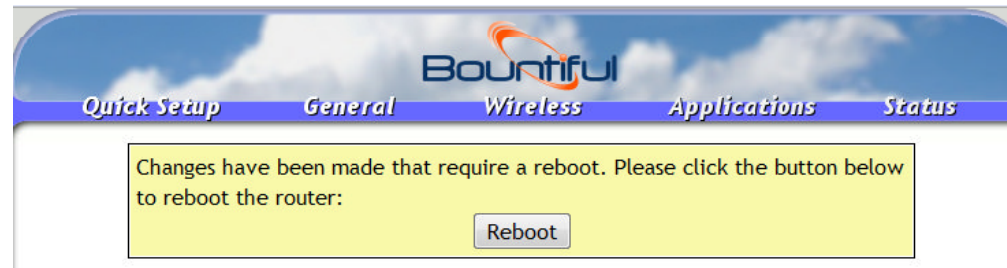 Bountiful
Quick Setup General Wireless Applications Status
Changes have been made that require a reboot. Please click the button below
to reboot the router:
Reboot